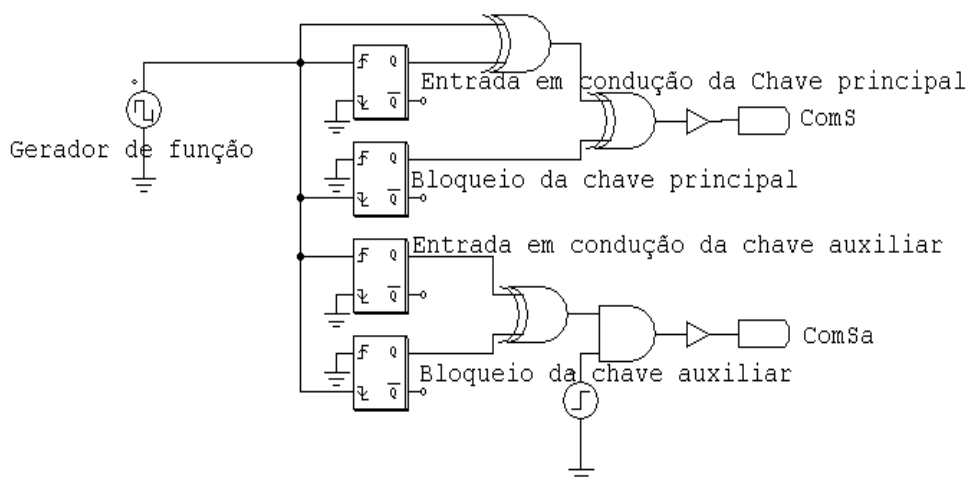 Q
Entrada em condução da Chave principal
Q
ComS
Gerador de função
Q
Bloqueio da chave principal
Q
Entrada em condução da chave auxiliar
Q
Q
ComSa
Q
Bloqueio da chave auxiliar
Q